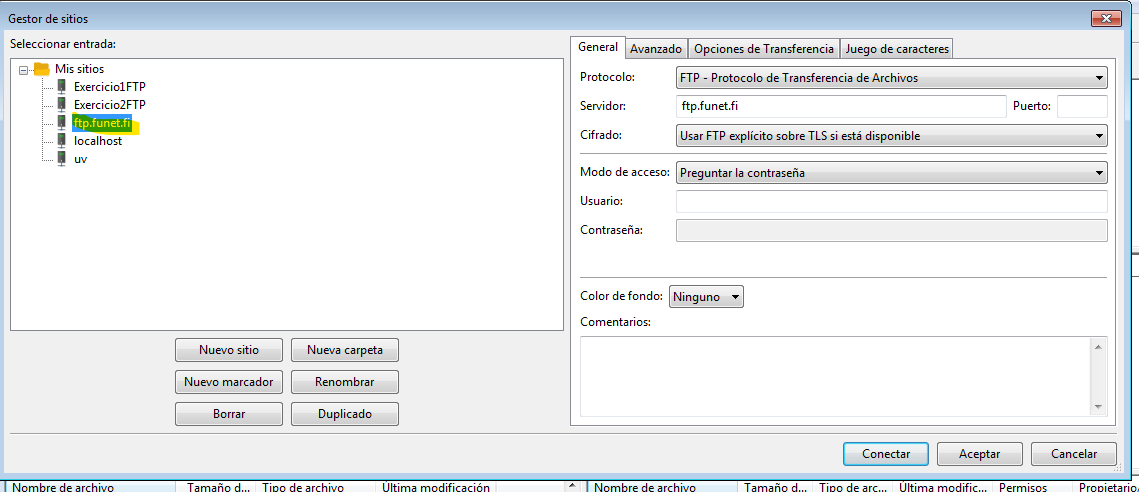 Gestor de sitios
Seleccionar entrada:
Mis sitios
Exercicio1FTP
Exercicio2FTP
ftp.funet.fi
localhost
uv
Nuevo sitio Nueva carpeta
Nuevo marcador Renombrar
Borrar Duplicado
General Avanzado Opciones de Transferencia Juego de caracteres
Protocolo: FTP - Protocolo de Transferencia de Archivos
Servidor: ftp.funet.fi Puerto:
Cifrado: Usar FTP explícito sobre TLS si está disponible
Modo de acceso: Preguntar la contraseña
Usuario:
Contraseña:
Color de fondo: Ninguno
Comentarios:
Conectar Aceptar Cancelar
Nombre de archivo Tamaño d... Tipo de archivo Última modificación Nombre de archivo Tamaño d... Tipo de arc... Última modific... Permisos Propietario